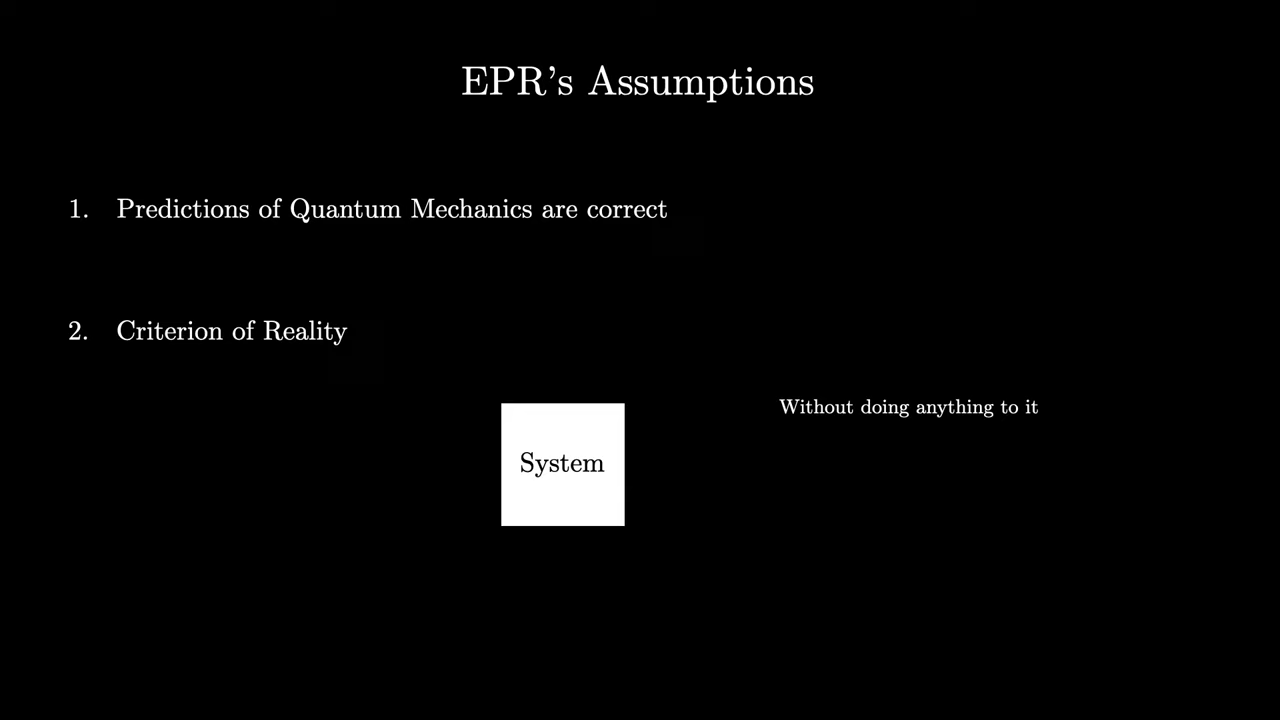 EPR's Assumptions
1. Predictions of Quantum Mechanics are correct
2. Criterion of Reality
Without doing anything to it
System